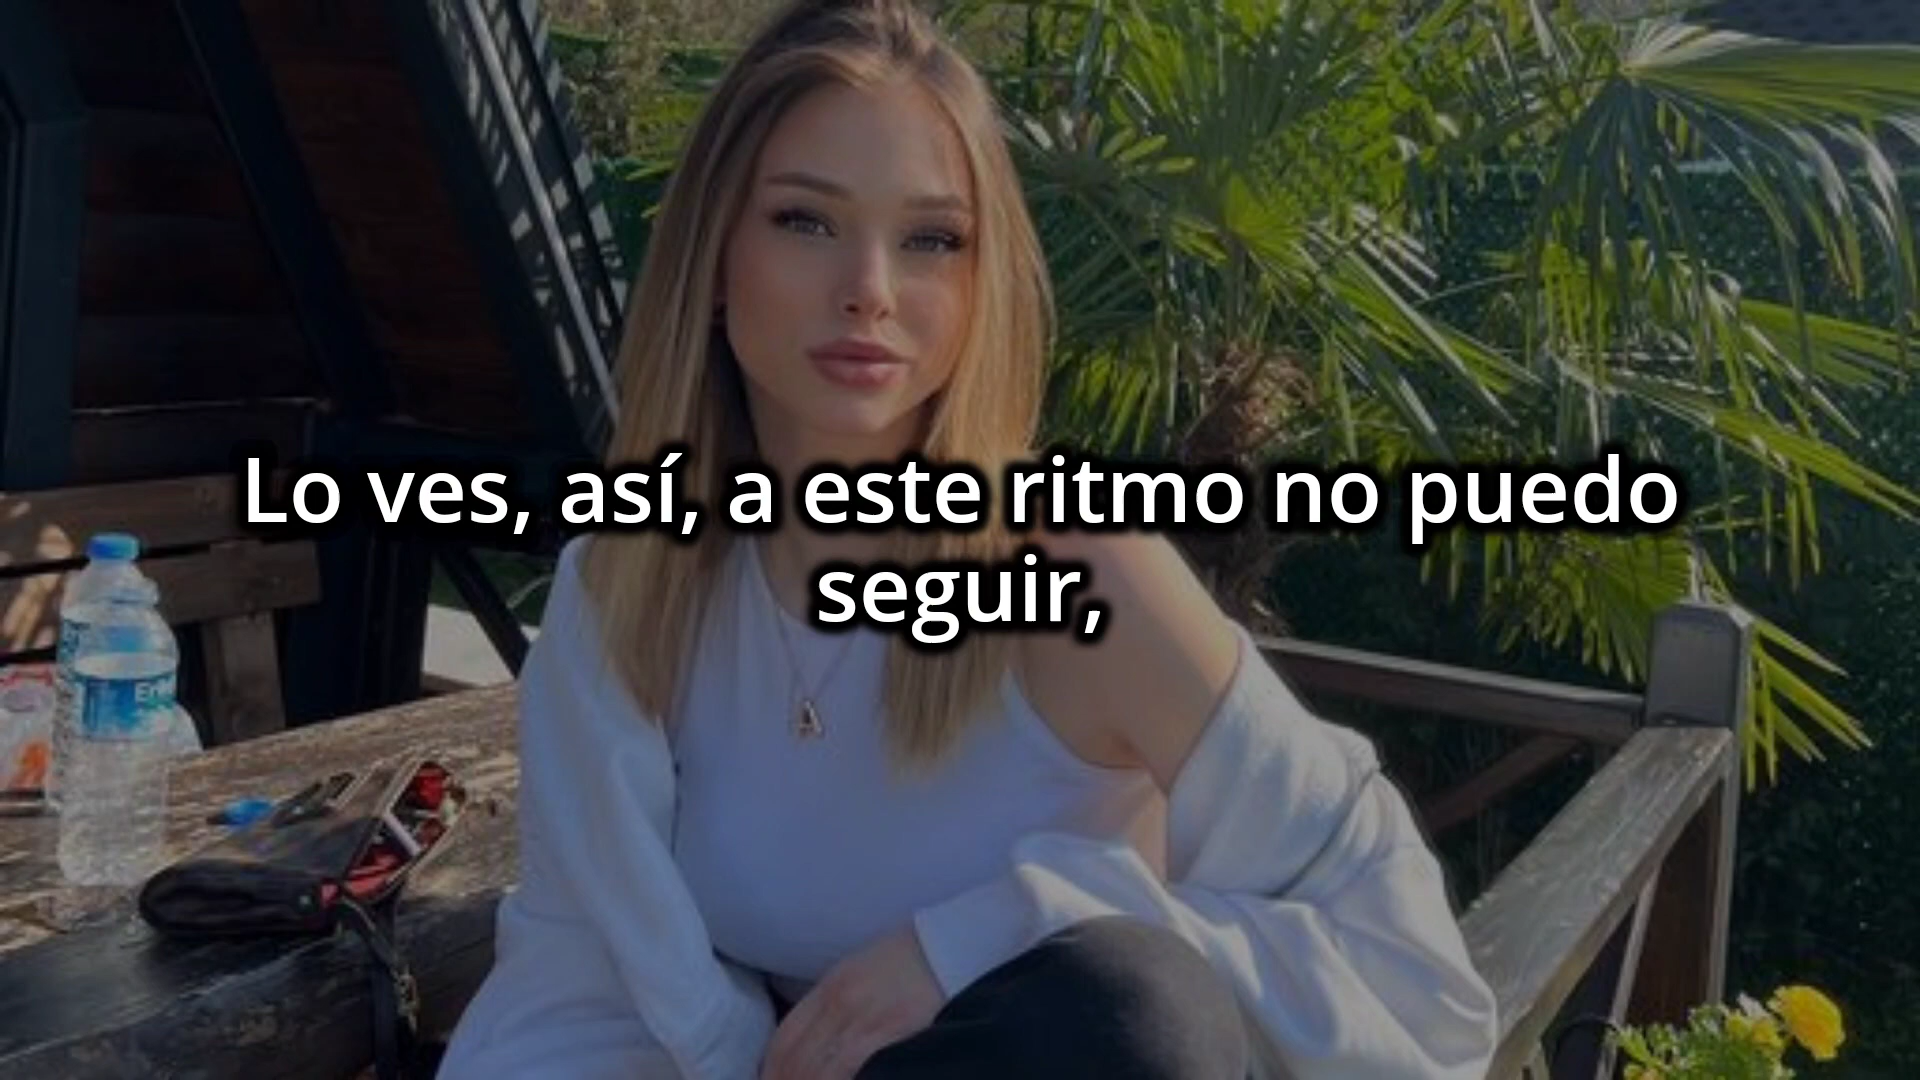 Lo ves, así, a este ritmo no puedo
seguir,
A